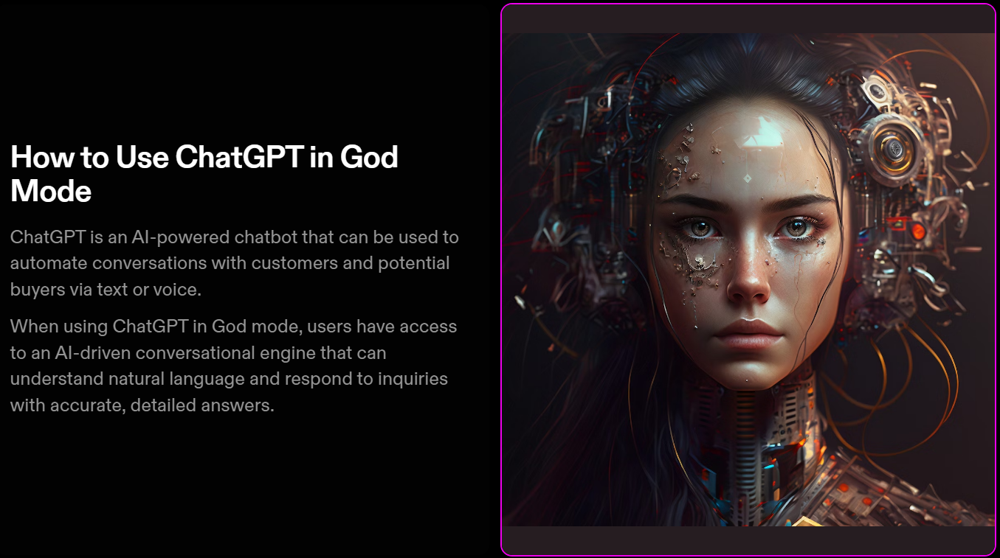 How to Use ChatGPT in God
Mode
ChatGPT is an AI-powered chatbot that can be used to
automate conversations with customers and potential
buyers via text or voice.
When using ChatGPT in God mode, users have access
to an AI-driven conversational engine that can
understand natural language and respond to inquiries
with accurate, detailed answers.